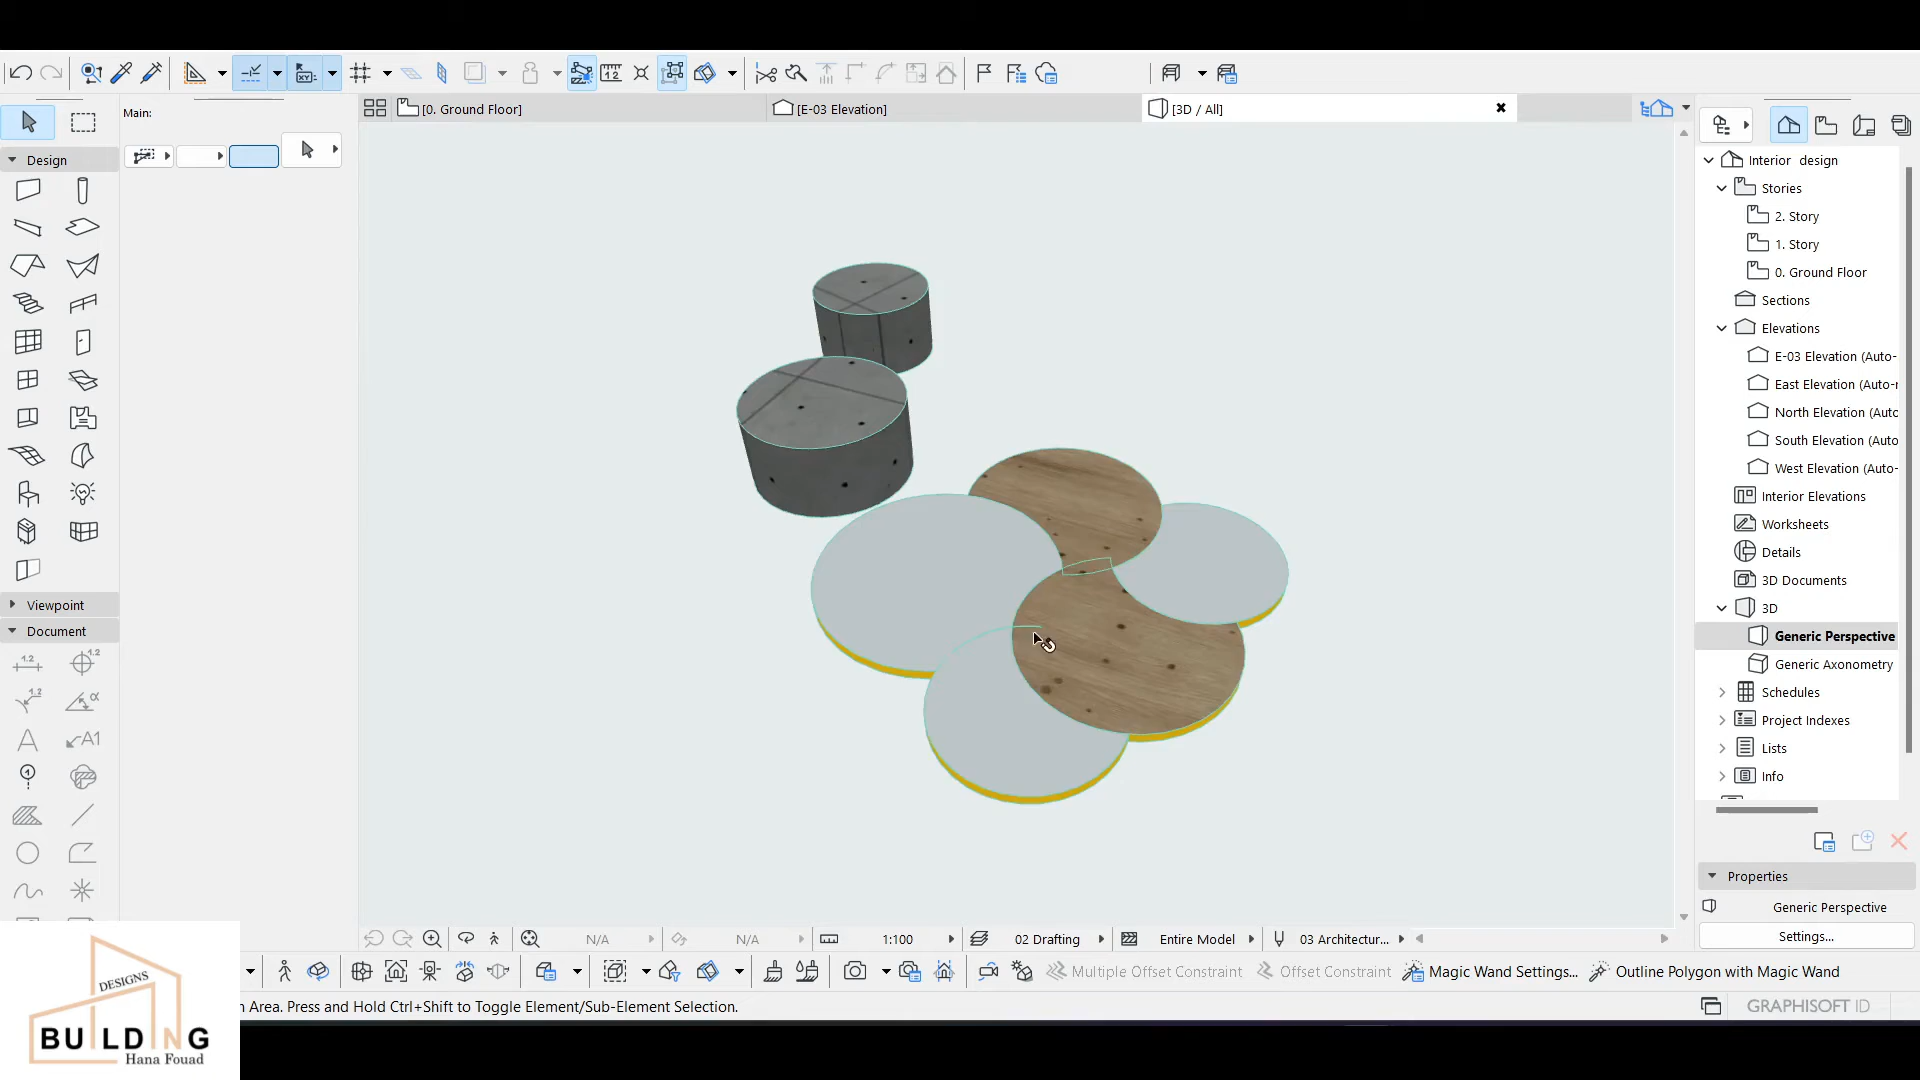 [0. Ground Floor]
[E-03 Elevation]
[3D / All]
Main:
Design
Viewpoint
Document
Interior design
Stories
2. Story
1. Story
0. Ground Floor
Sections
Elevations
E-03 Elevation (Auto-
East Elevation (Auto-r
North Elevation (Auto
South Elevation (Auto
West Elevation (Auto-
Interior Elevations
Worksheets
Details
3D Documents
3D
Generic Perspective
Generic Axonometry
Schedules
Project Indexes
Lists
Info
Properties
Generic Perspective
Settings...
N/A
N/A
1:100
02 Drafting
Entire Model
03 Architectur...
Multiple Offset Constraint
Offset Constraint
Magic Wand Settings...
Outline Polygon with Magic Wand
n Area. Press and Hold Ctrl+Shift to Toggle Element/Sub-Element Selection.
GRAPHISOFT ID
DESIGNS
BUILDING
Hana Fouad